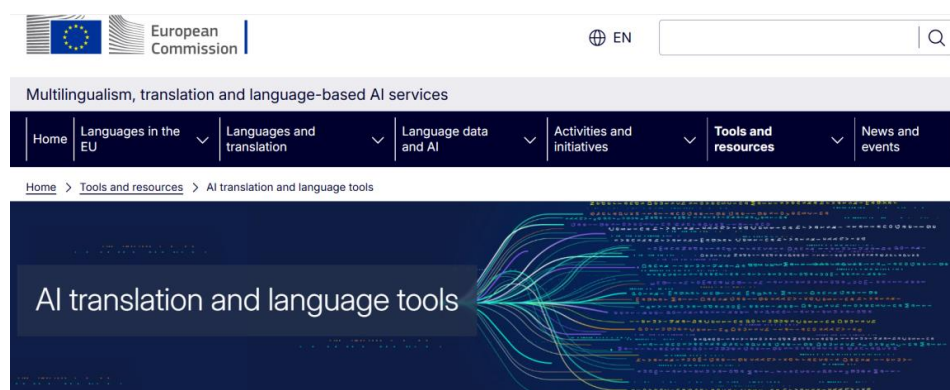 European
Commission
EN
Multilingualism, translation and language-based AI services
Home
Languages in the
EU
Languages and
translation
Language data
and AI
Activities and
initiatives
Tools and
resources
News and
events
Home > Tools and resources > AI translation and language tools
AI translation and language tools